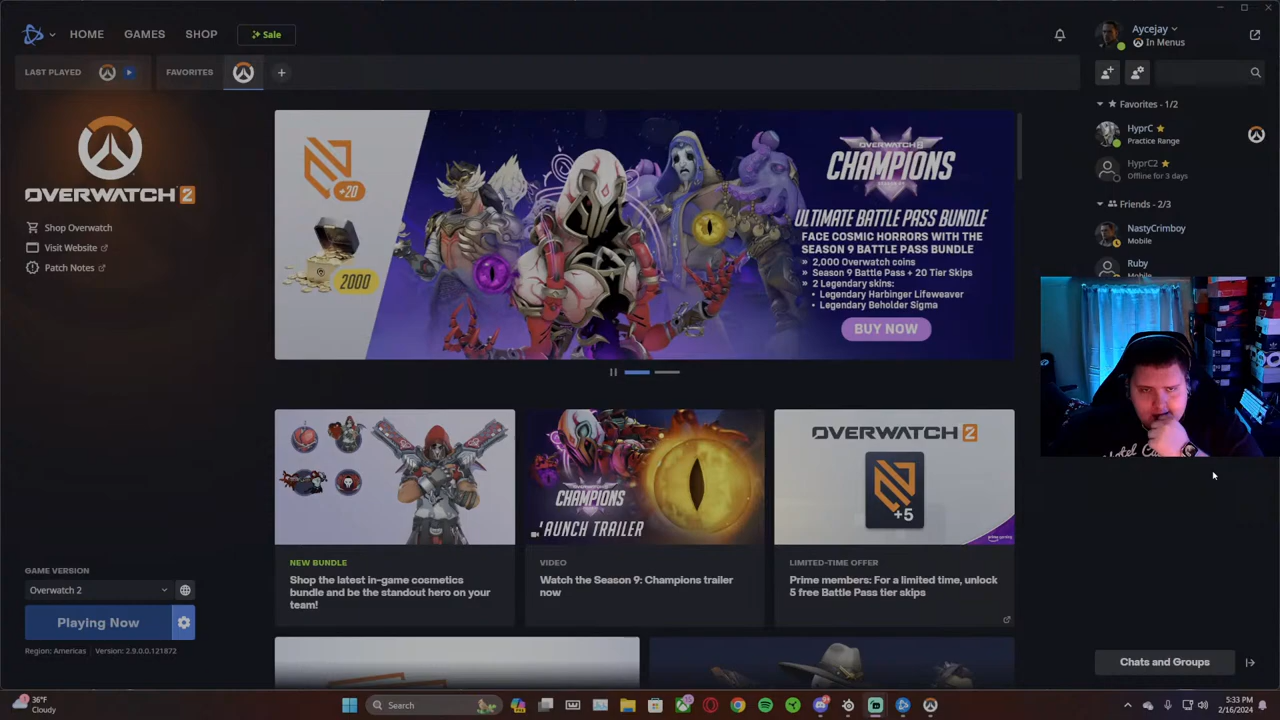 HOME
GAMES
SHOP
Sale
Aycejay
In Menus
LAST PLAYED
FAVORITES
Favorites - 1/2
HyprC
Practice Range
HyprC2
Offline for 3 days
Friends - 2/3
NastyCrimboy
Mobile
Ruby
Mobile
OVERWATCH 2
Shop Overwatch
Visit Website
Patch Notes
+20
2000
OVERWATCH 2
CHAMPIONS
ULTIMATE BATTLE PASS BUNDLE
FACE COSMIC HORRORS WITH THE
SEASON 9 BATTLE PASS BUNDLE
» 2,000 Overwatch coins
» Season 9 Battle Pass + 20 Tier Skips
» 2 Legendary skins:
• Legendary Harbinger Lifeweaver
• Legendary Beholder Sigma
BUY NOW
CHAMPIONS
LAUNCH TRAILER
OVERWATCH 2
+5
prime gaming
NEW BUNDLE
Shop the latest in-game cosmetics
bundle and be the standout hero on your
team!
VIDEO
Watch the Season 9: Champions trailer
now
LIMITED-TIME OFFER
Prime members: For a limited time, unlock
5 free Battle Pass tier skips
GAME VERSION
Overwatch 2
Playing Now
Region: Americas | Version: 2.9.0.0.121872
Chats and Groups
36°F
Cloudy
Search
5:33 PM
2/16/2024